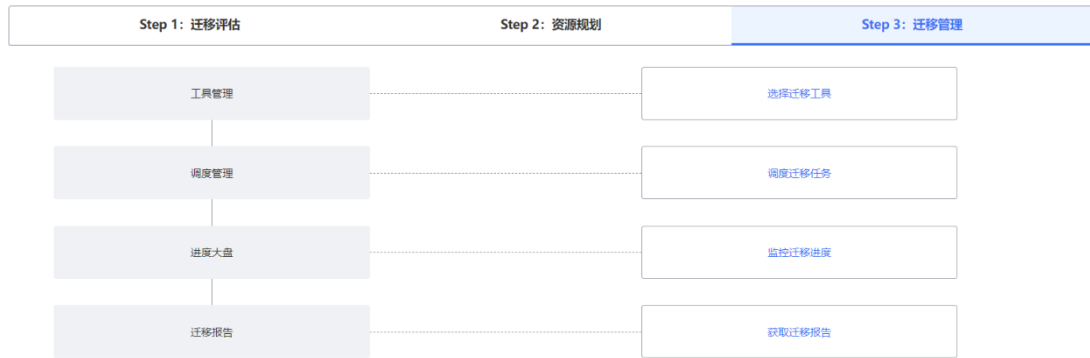 Step 1：迁移评估
Step 2：资源规划
Step 3：迁移管理
工具管理
选择迁移工具
调度管理
调度迁移任务
进度大盘
监控迁移进度
迁移报告
获取迁移报告